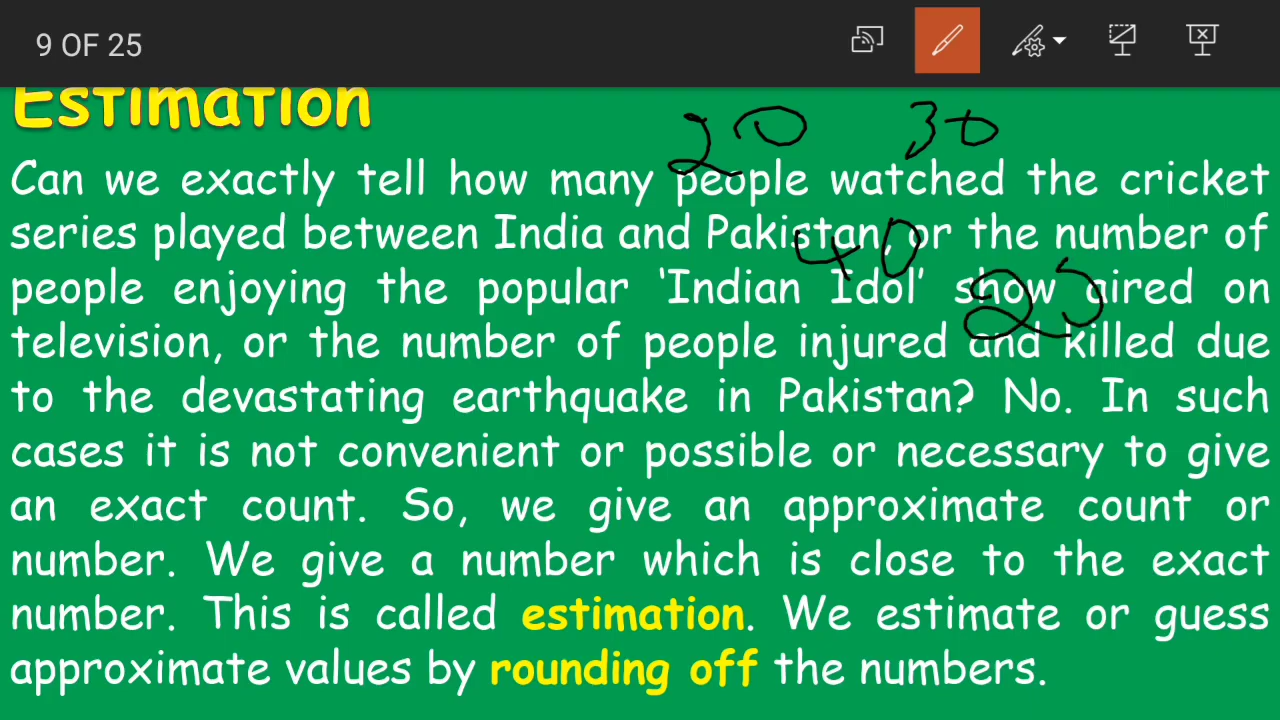 9 OF 25
Estimation
20 30
Can we exactly tell how many people watched the cricket
series played between India and Pakistan, or the number of
40
people enjoying the popular ‘Indian Idol’ show aired on
25
television, or the number of people injured and killed due
to the devastating earthquake in Pakistan? No. In such
cases it is not convenient or possible or necessary to give
an exact count. So, we give an approximate count or
number. We give a number which is close to the exact
number. This is called estimation. We estimate or guess
approximate values by rounding off the numbers.